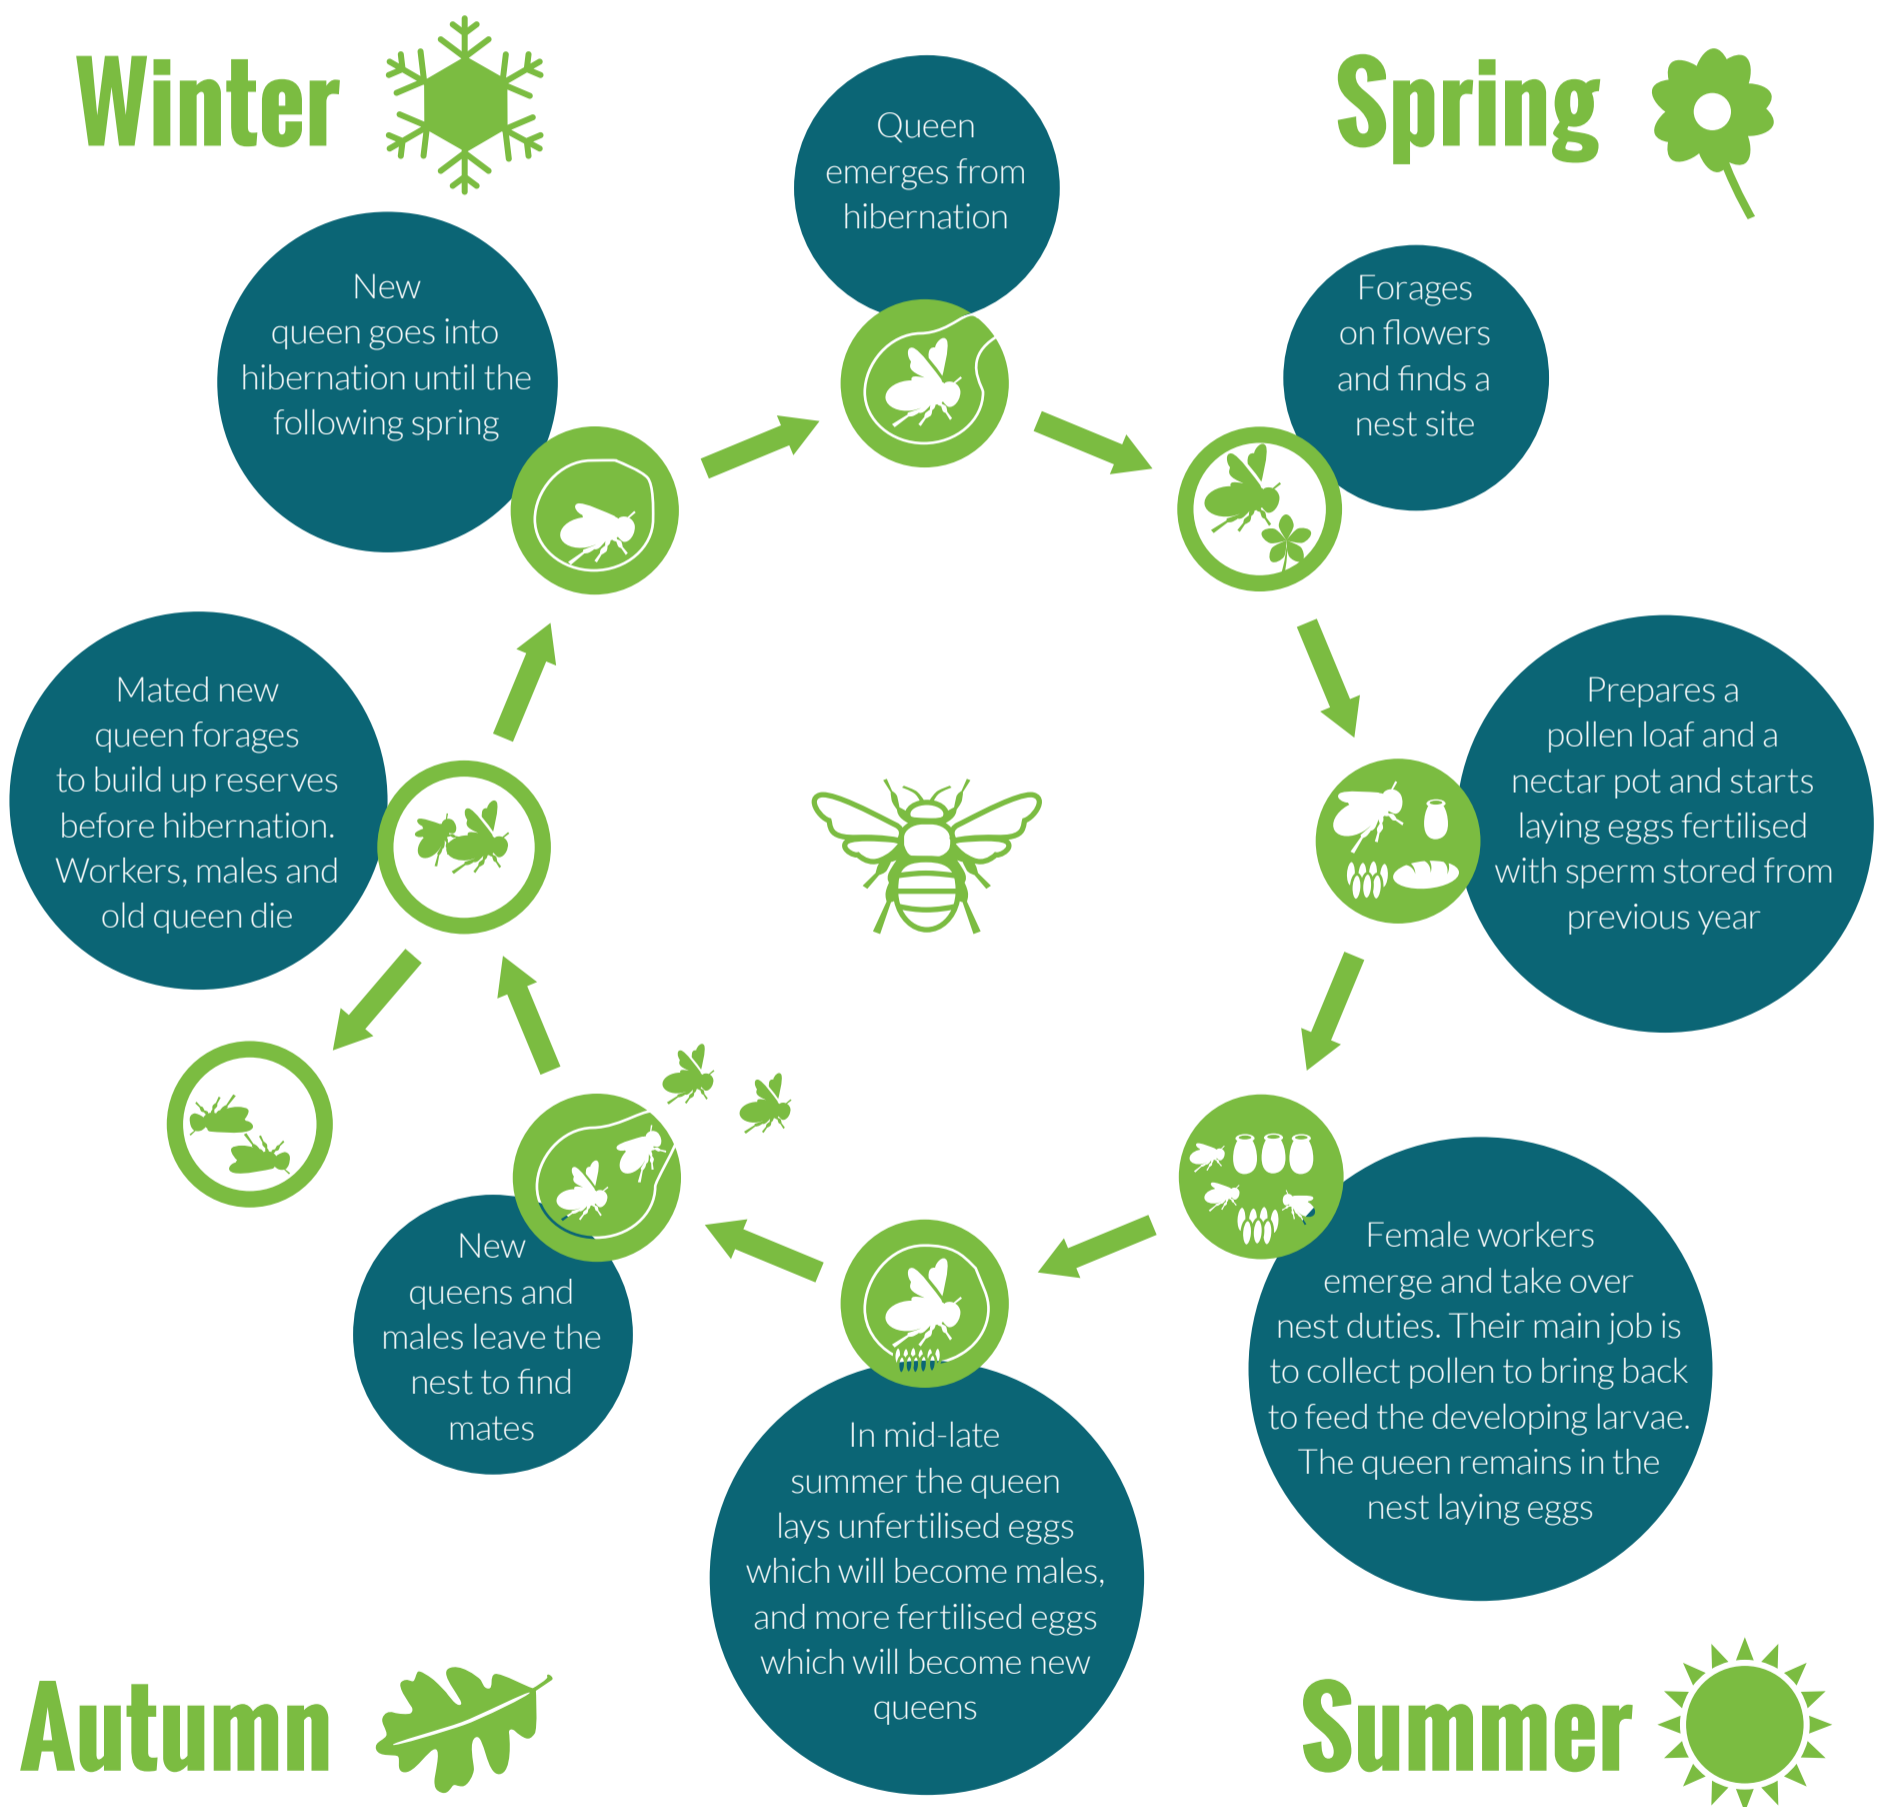 Winter
Spring
Queen
emerges from
hibernation
Forages
on flowers
and finds a
nest site
Prepares a
pollen loaf and a
nectar pot and starts
laying eggs fertilised
with sperm stored from
previous year
Female workers
emerge and take over
nest duties. Their main job is
to collect pollen to bring back
to feed the developing larvae.
The queen remains in the
nest laying eggs
In mid-late
summer the queen
lays unfertilised eggs
which will become males,
and more fertilised eggs
which will become new
queens
New
queens and
males leave the
nest to find
mates
Mated new
queen forages
to build up reserves
before hibernation.
Workers, males and
old queen die
New
queen goes into
hibernation until the
following spring
Autumn
Summer